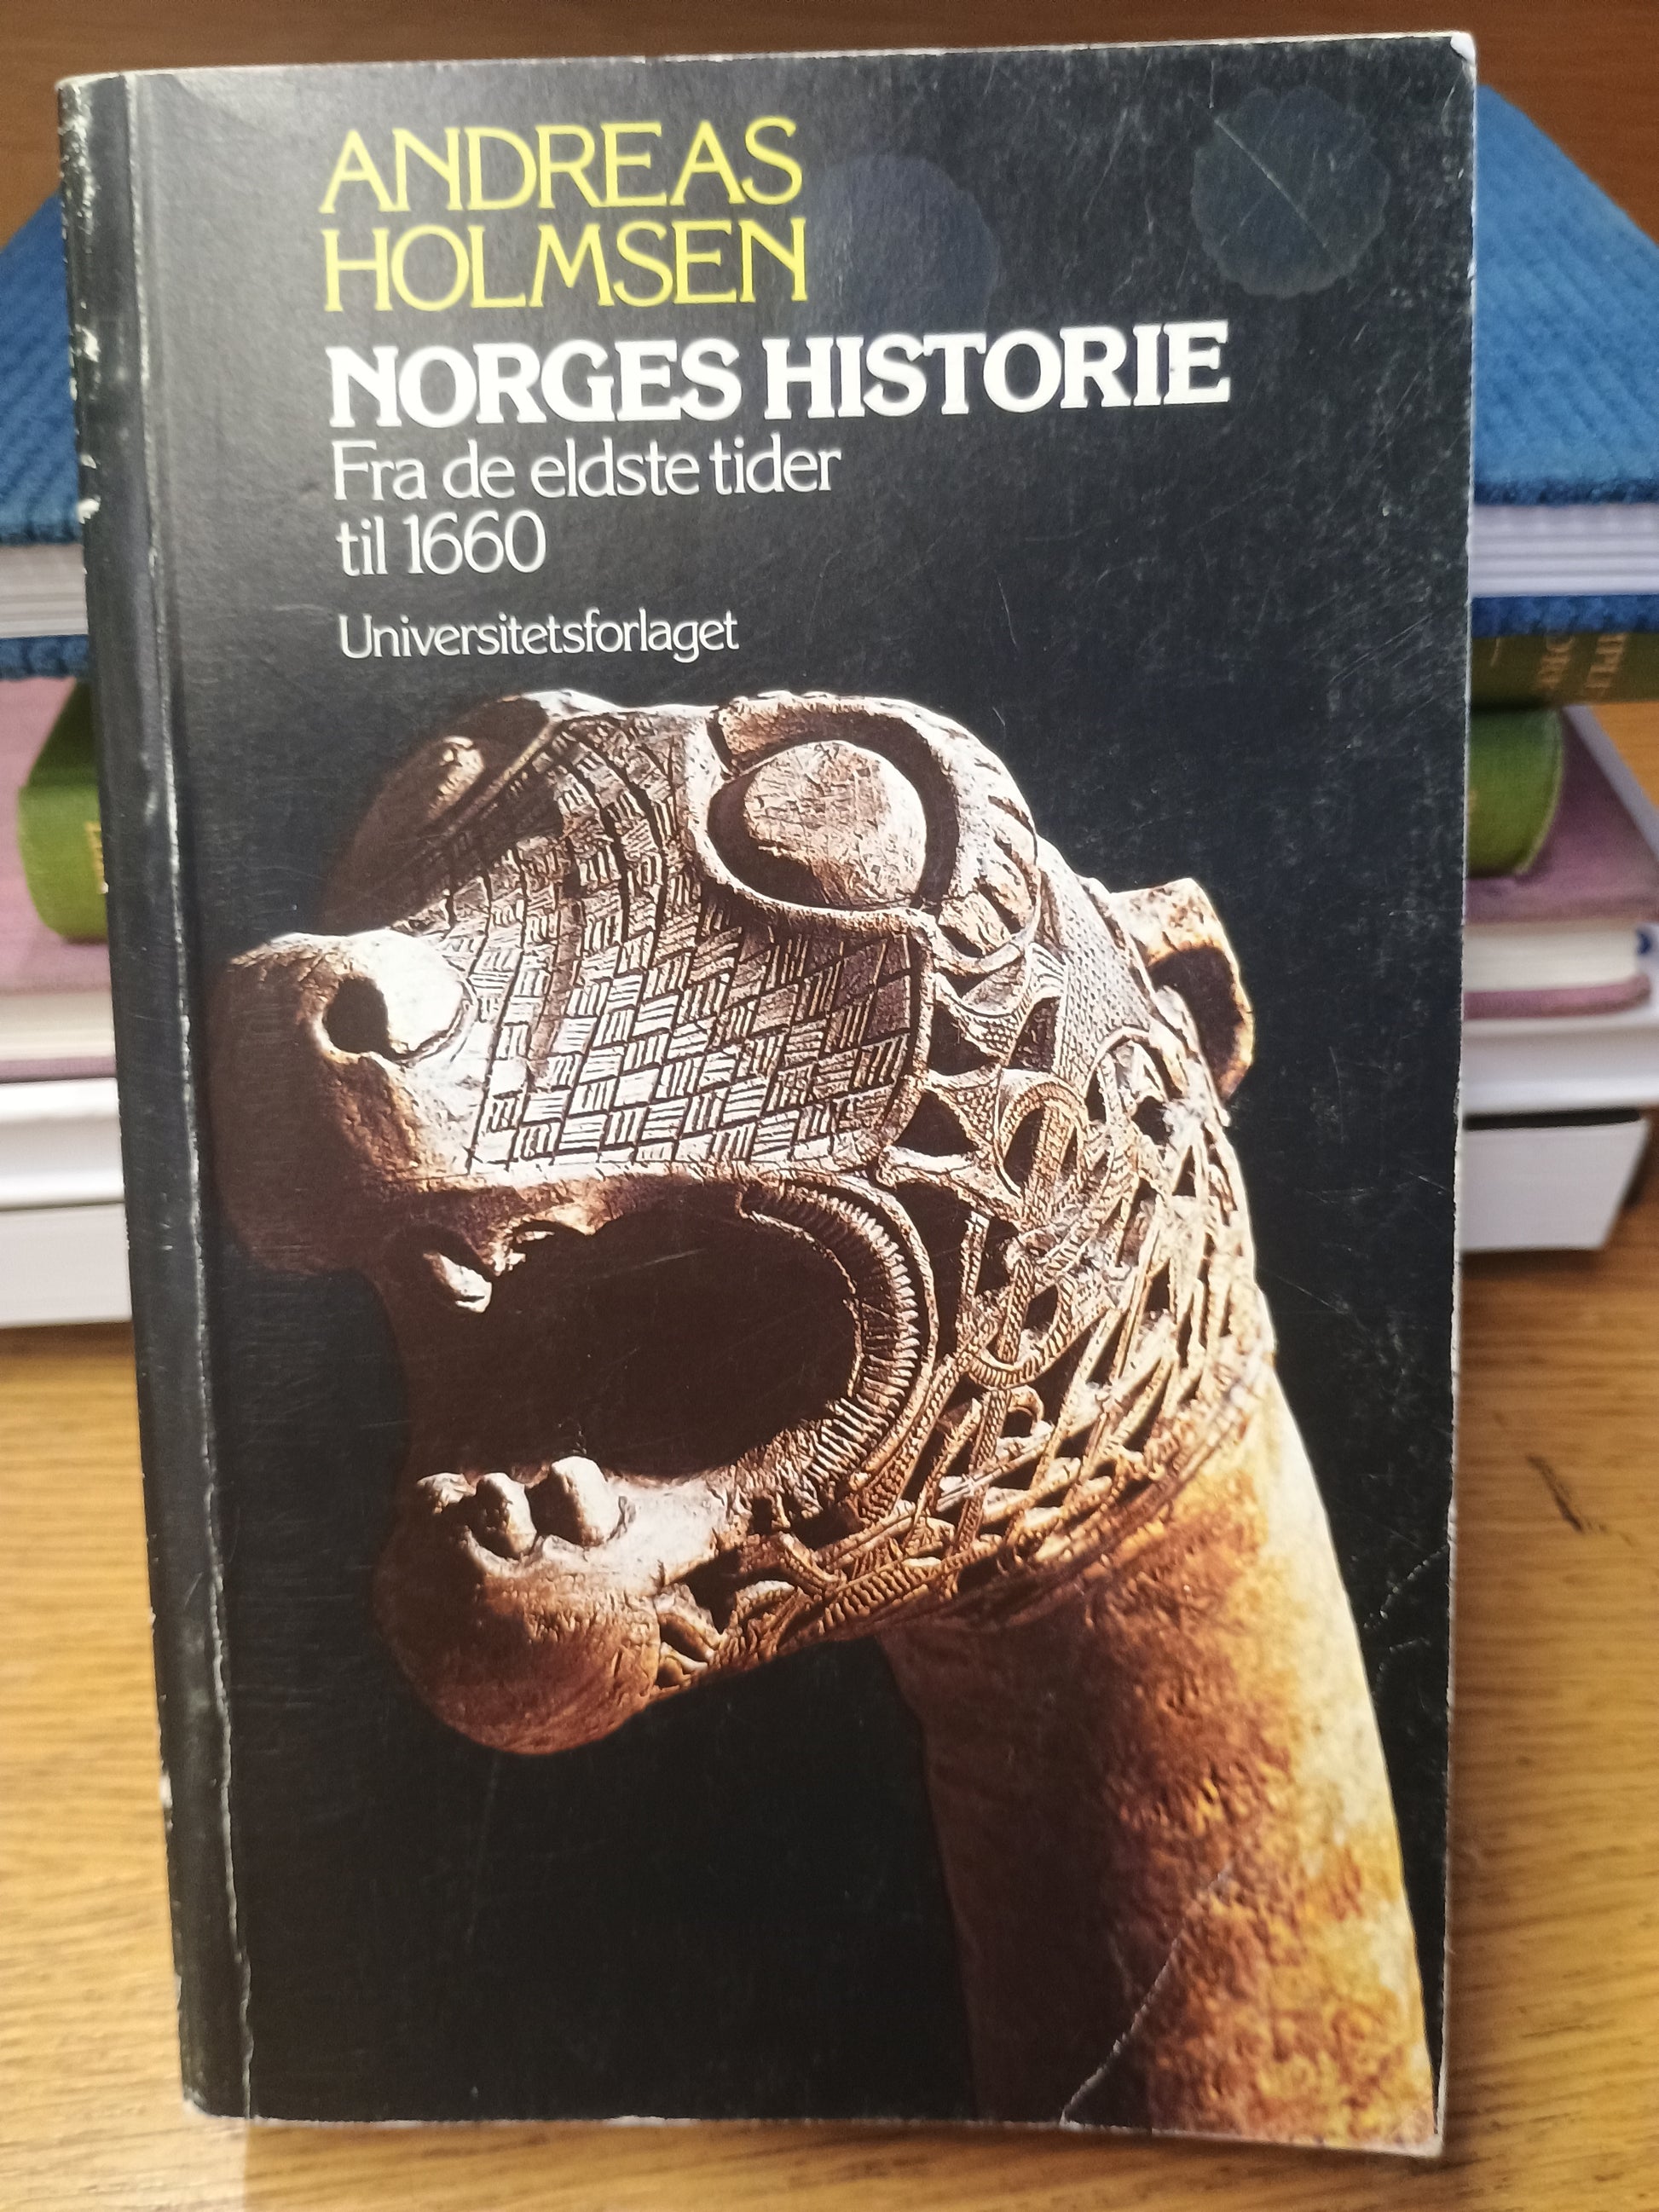 ANDREAS
HOLMSEN
NORGES HISTORIE
Fra de eldste tider
til 1660
Universitetsforlaget